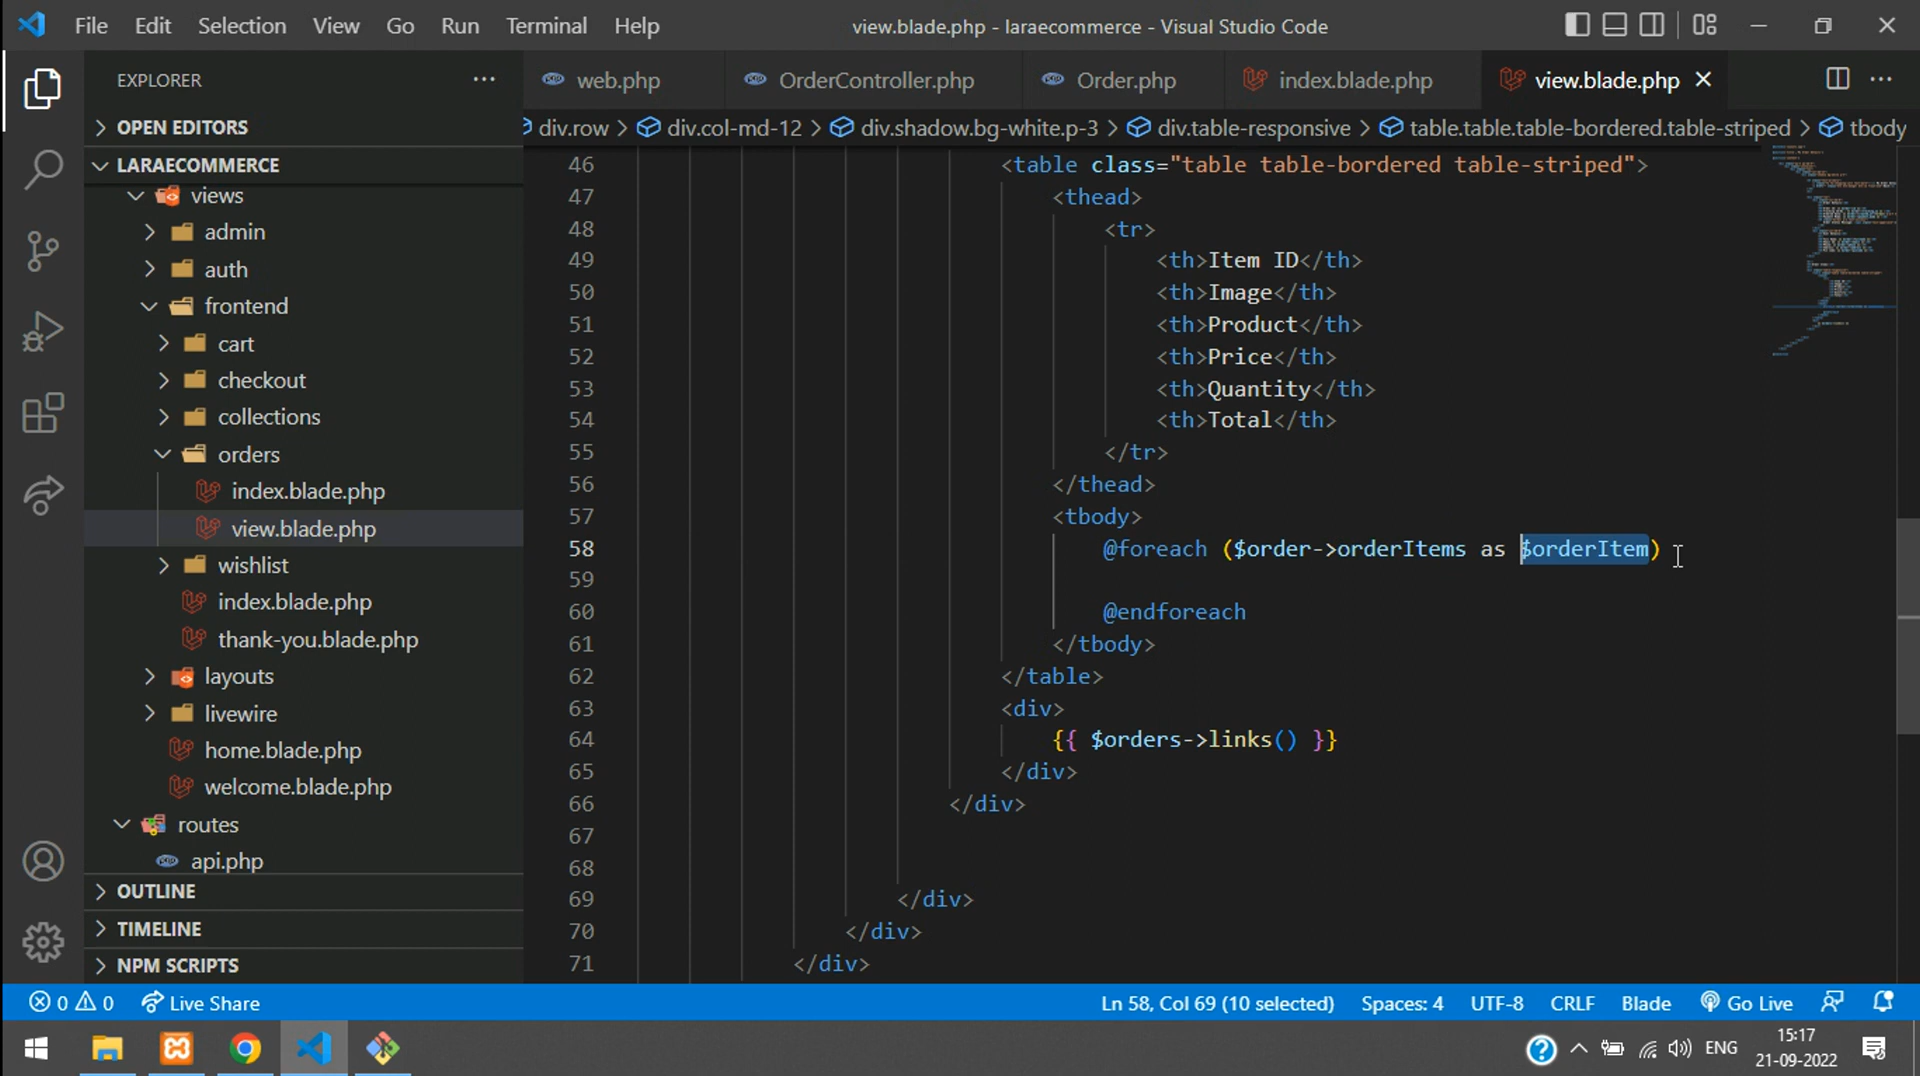 File Edit Selection View Go Run Terminal Help
view.blade.php - laraecommerce - Visual Studio Code
EXPLORER
web.php OrderController.php Order.php index.blade.php view.blade.php
OPEN EDITORS
div.row > div.col-md-12 > div.shadow.bg-white.p-3 > div.table-responsive > table.table.table-bordered.table-striped > tbody
LARAECOMMERCE
views
admin
auth
frontend
cart
checkout
collections
orders
index.blade.php
view.blade.php
wishlist
index.blade.php
thank-you.blade.php
layouts
livewire
home.blade.php
welcome.blade.php
routes
api.php
OUTLINE
TIMELINE
NPM SCRIPTS
46 <table class="table table-bordered table-striped">
47 <thead>
48 <tr>
49 <th>Item ID</th>
50 <th>Image</th>
51 <th>Product</th>
52 <th>Price</th>
53 <th>Quantity</th>
54 <th>Total</th>
55 </tr>
56 </thead>
57 <tbody>
58 @foreach ($order->orderItems as $orderItem)
59
60 @endforeach
61 </tbody>
62 </table>
63 <div>
64 {{ $orders->links() }}
65 </div>
66 </div>
67
68
69 </div>
70 </div>
71 </div>
0 0 Live Share
Ln 58, Col 69 (10 selected) Spaces: 4 UTF-8 CRLF Blade Go Live
ENG
15:17
21-09-2022